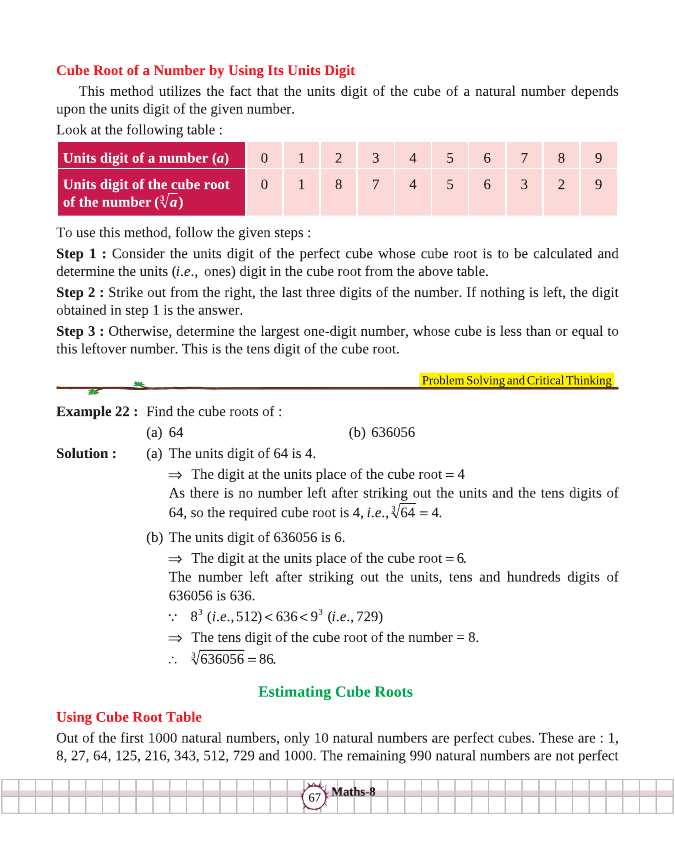 Cube Root of a Number by Using Its Units Digit
This method utilizes the fact that the units digit of the cube of a natural number depends
upon the units digit of the given number.
Look at the following table :
Units digit of a number (a) 0 1 2 3 4 5 6 7 8 9
Units digit of the cube root 0 1 8 7 4 5 6 3 2 9
of the number (∛a)
To use this method, follow the given steps :
Step 1 : Consider the units digit of the perfect cube whose cube root is to be calculated and
determine the units (i.e., ones) digit in the cube root from the above table.
Step 2 : Strike out from the right, the last three digits of the number. If nothing is left, the digit
obtained in step 1 is the answer.
Step 3 : Otherwise, determine the largest one-digit number, whose cube is less than or equal to
this leftover number. This is the tens digit of the cube root.
Problem Solving and Critical Thinking
Example 22 : Find the cube roots of :
(a) 64 (b) 636056
Solution : (a) The units digit of 64 is 4.
⇒ The digit at the units place of the cube root = 4
As there is no number left after striking out the units and the tens digits of
64, so the required cube root is 4, i.e., ∛64 = 4.
(b) The units digit of 636056 is 6.
⇒ The digit at the units place of the cube root = 6.
The number left after striking out the units, tens and hundreds digits of
636056 is 636.
∵ 8³ (i.e., 512) < 636 < 9³ (i.e., 729)
⇒ The tens digit of the cube root of the number = 8.
∴ ∛636056 = 86.
Estimating Cube Roots
Using Cube Root Table
Out of the first 1000 natural numbers, only 10 natural numbers are perfect cubes. These are : 1,
8, 27, 64, 125, 216, 343, 512, 729 and 1000. The remaining 990 natural numbers are not perfect
67 Maths-8